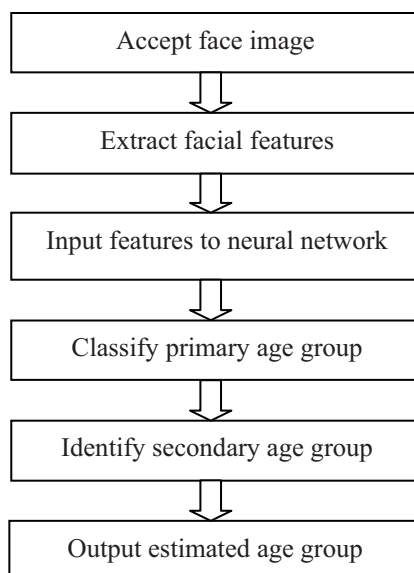 Accept face image
Extract facial features
Input features to neural network
Classify primary age group
Identify secondary age group
Output estimated age group